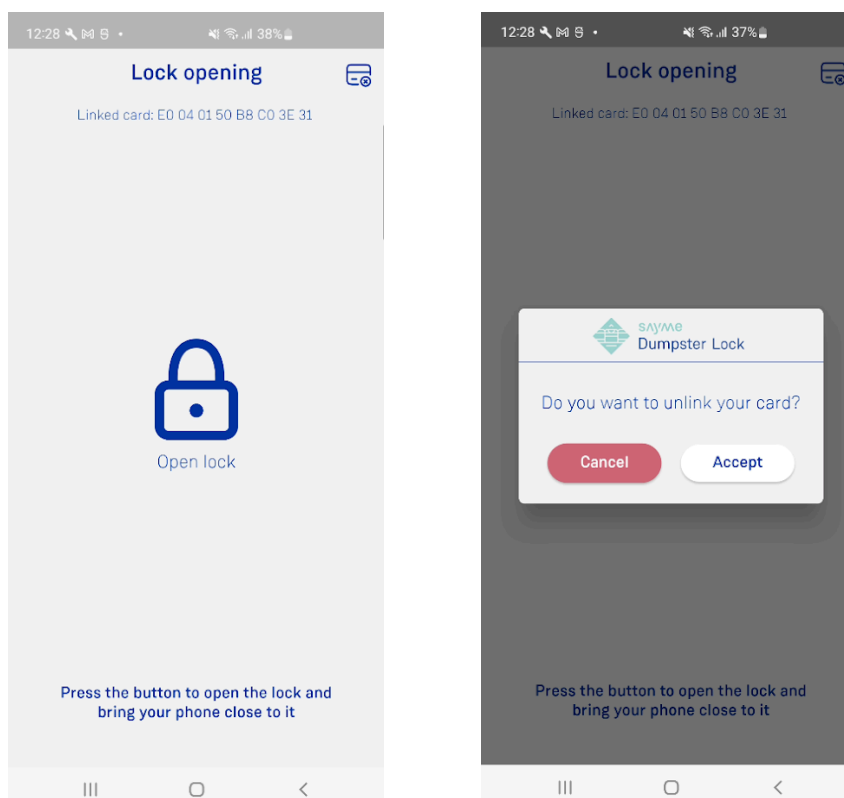 12:28
38%
Lock opening
Linked card: E0 04 01 50 B8 C0 3E 31
Open lock
Press the button to open the lock and
bring your phone close to it
12:28
37%
Lock opening
Linked card: E0 04 01 50 B8 C0 3E 31
sayme
Dumpster Lock
Do you want to unlink your card?
Cancel Accept
Press the button to open the lock and
bring your phone close to it